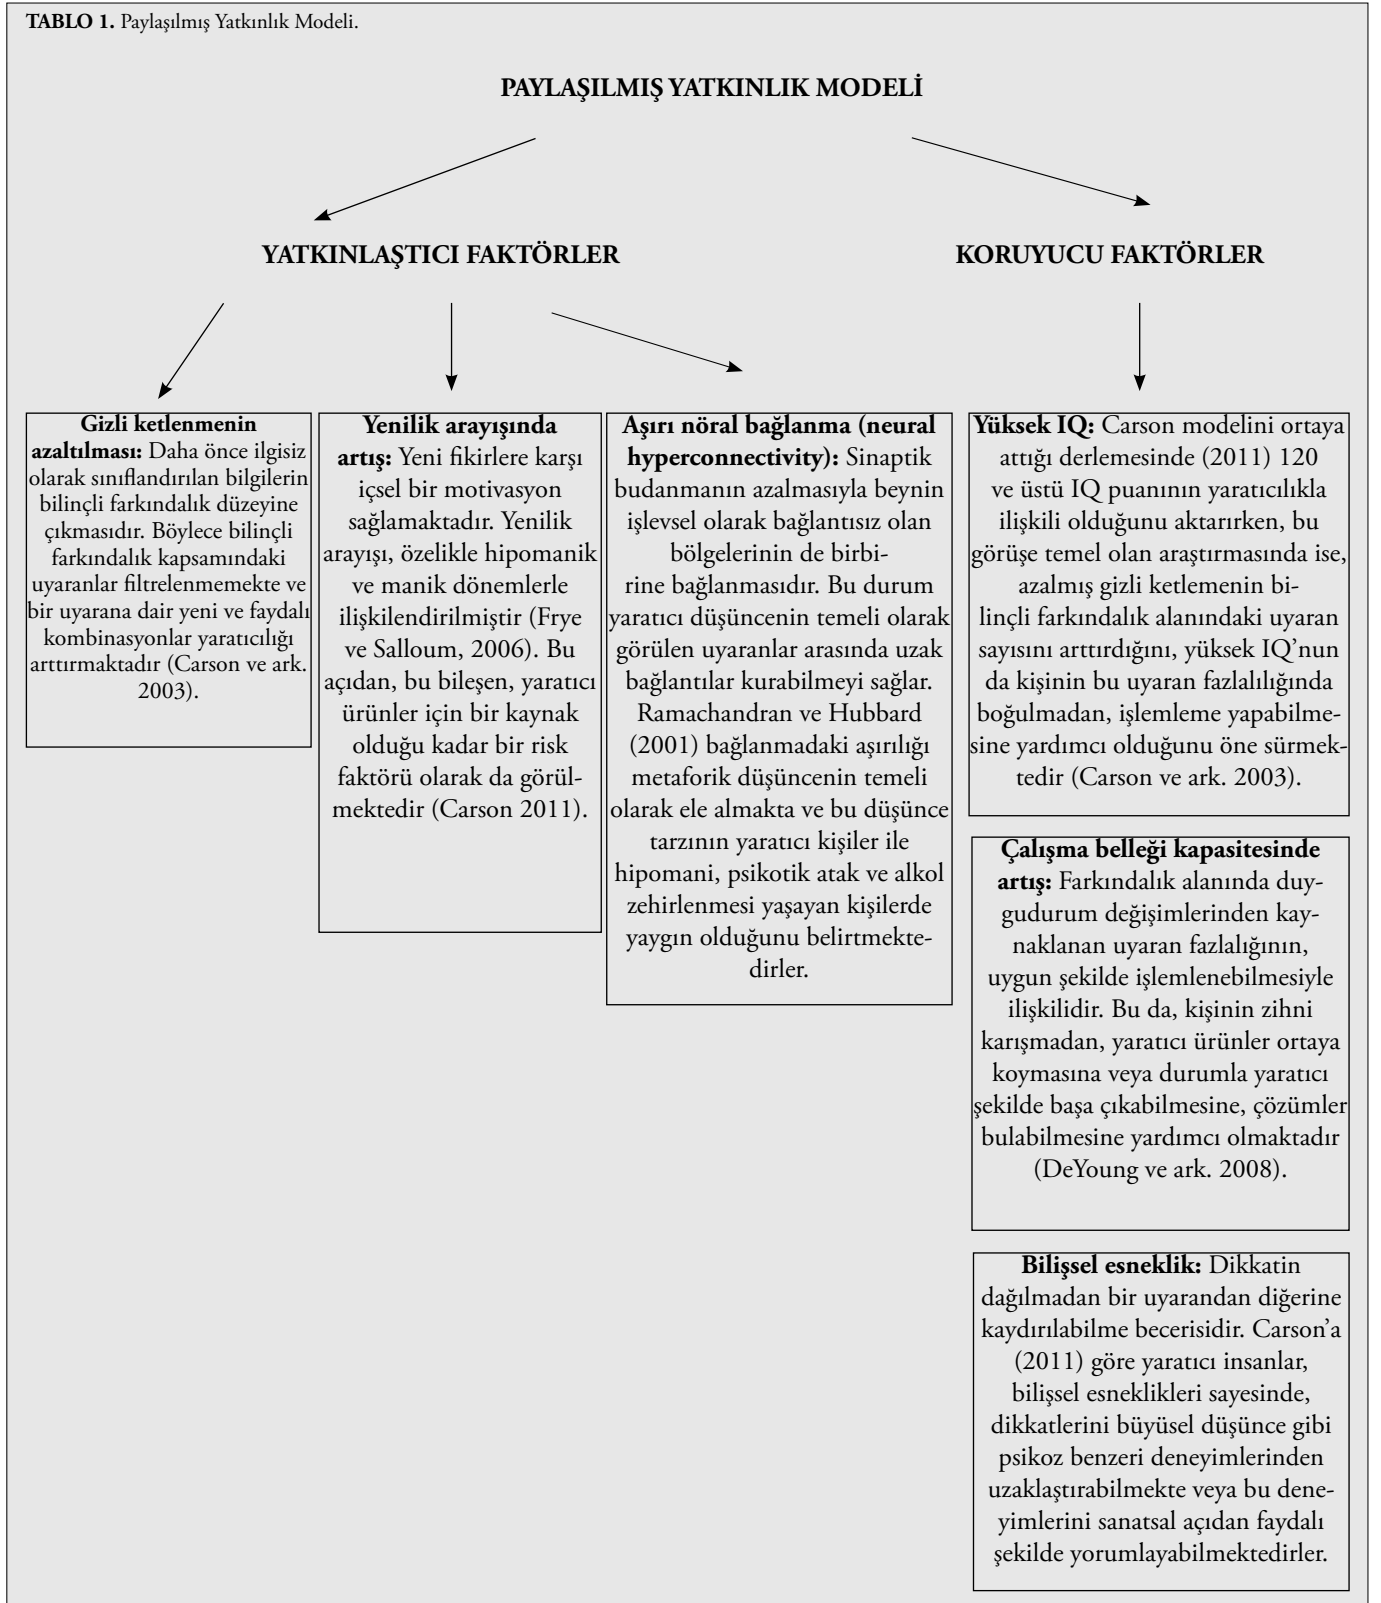 TABLO 1. Paylaşılmış Yatkınlık Modeli.
PAYLAŞILMIŞ YATKINLIK MODELİ
YATKINLAŞTICI FAKTÖRLER
KORUYUCU FAKTÖRLER
Gizli ketlenmenin
azaltılması: Daha önce ilgisiz
olarak sınıflandırılan bilgilerin
bilinçli farkındalık düzeyine
çıkmasıdır. Böylece bilinçli
farkındalık kapsamındaki
uyaranlar filtrelenmemekte ve
bir uyarana dair yeni ve faydalı
kombinasyonlar yaratıcılığı
arttırmaktadır (Carson ve ark.
2003).
Yenilik arayışında
artış: Yeni fikirlere karşı
içsel bir motivasyon
sağlamaktadır. Yenilik
arayışı, özelikle hipomanik
ve manik dönemlerle
ilişkilendirilmiştir (Frye
ve Salloum, 2006). Bu
açıdan, bu bileşen, yaratıcı
ürünler için bir kaynak
olduğu kadar bir risk
faktörü olarak da görül-
mektedir (Carson 2011).
Aşırı nöral bağlanma (neural
hyperconnectivity): Sinaptik
budanmanın azalmasıyla beynin
işlevsel olarak bağlantısız olan
bölgelerinin de birbi-
rine bağlanmasıdır. Bu durum
yaratıcı düşüncenin temeli olarak
görülen uyaranlar arasında uzak
bağlantılar kurabilmeyi sağlar.
Ramachandran ve Hubbard
(2001) bağlanmadaki aşırılığı
metaforik düşüncenin temeli
olarak ele almakta ve bu düşünce
tarzının yaratıcı kişiler ile
hipomani, psikotik atak ve alkol
zehirlenmesi yaşayan kişilerde
yaygın olduğunu belirtmekte-
dirler.
Yüksek IQ: Carson modelini ortaya
attığı derlemesinde (2011) 120
ve üstü IQ puanının yaratıcılıkla
ilişkili olduğunu aktarırken, bu
görüşe temel olan araştırmasında ise,
azalmış gizli ketlemenin bi-
linçli farkındalık alanındaki uyaran
sayısını arttırdığını, yüksek IQ’nun
da kişinin bu uyaran fazlalılığında
boğulmadan, işlemleme yapabilme-
sine yardımcı olduğunu öne sürmek-
tedir (Carson ve ark. 2003).
Çalışma belleği kapasitesinde
artış: Farkındalık alanında duy-
gudurum değişimlerinden kay-
naklanan uyaran fazlalığının,
uygun şekilde işlemlenebilmesiyle
ilişkilidir. Bu da, kişinin zihni
karışmadan, yaratıcı ürünler ortaya
koymasına veya durumla yaratıcı
şekilde başa çıkabilmesine, çözümler
bulabilmesine yardımcı olmaktadır
(DeYoung ve ark. 2008).
Bilişsel esneklik: Dikkatin
dağılmadan bir uyarandan diğerine
kaydırılabilme becerisidir. Carson’a
(2011) göre yaratıcı insanlar,
bilişsel esneklikleri sayesinde,
dikkatlerini büyüsel düşünce gibi
psikoz benzeri deneyimlerinden
uzaklaştırabilmekte veya bu dene-
yimlerini sanatsal açıdan faydalı
şekilde yorumlayabilmektedirler.